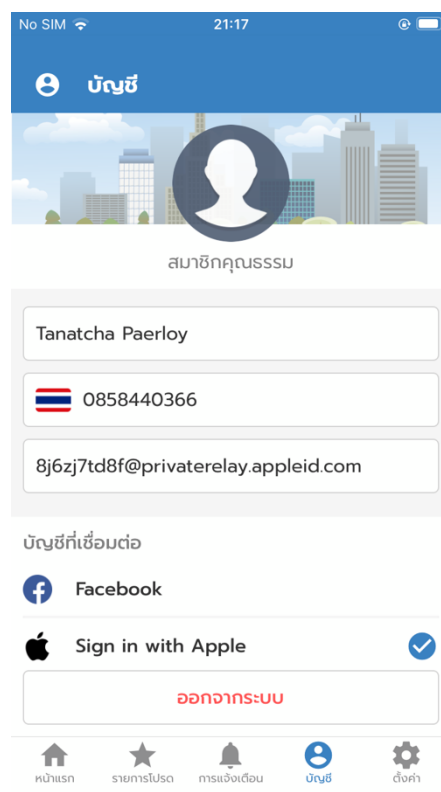 No SIM 21:17
บัญชี
สมาชิกคุณธรรม
Tanatcha Paerloy
0858440366
8j6zj7td8f@privaterelay.appleid.com
บัญชีที่เชื่อมต่อ
Facebook
Sign in with Apple
ออกจากระบบ
หน้าแรก รายการโปรด การแจ้งเตือน บัญชี ตั้งค่า